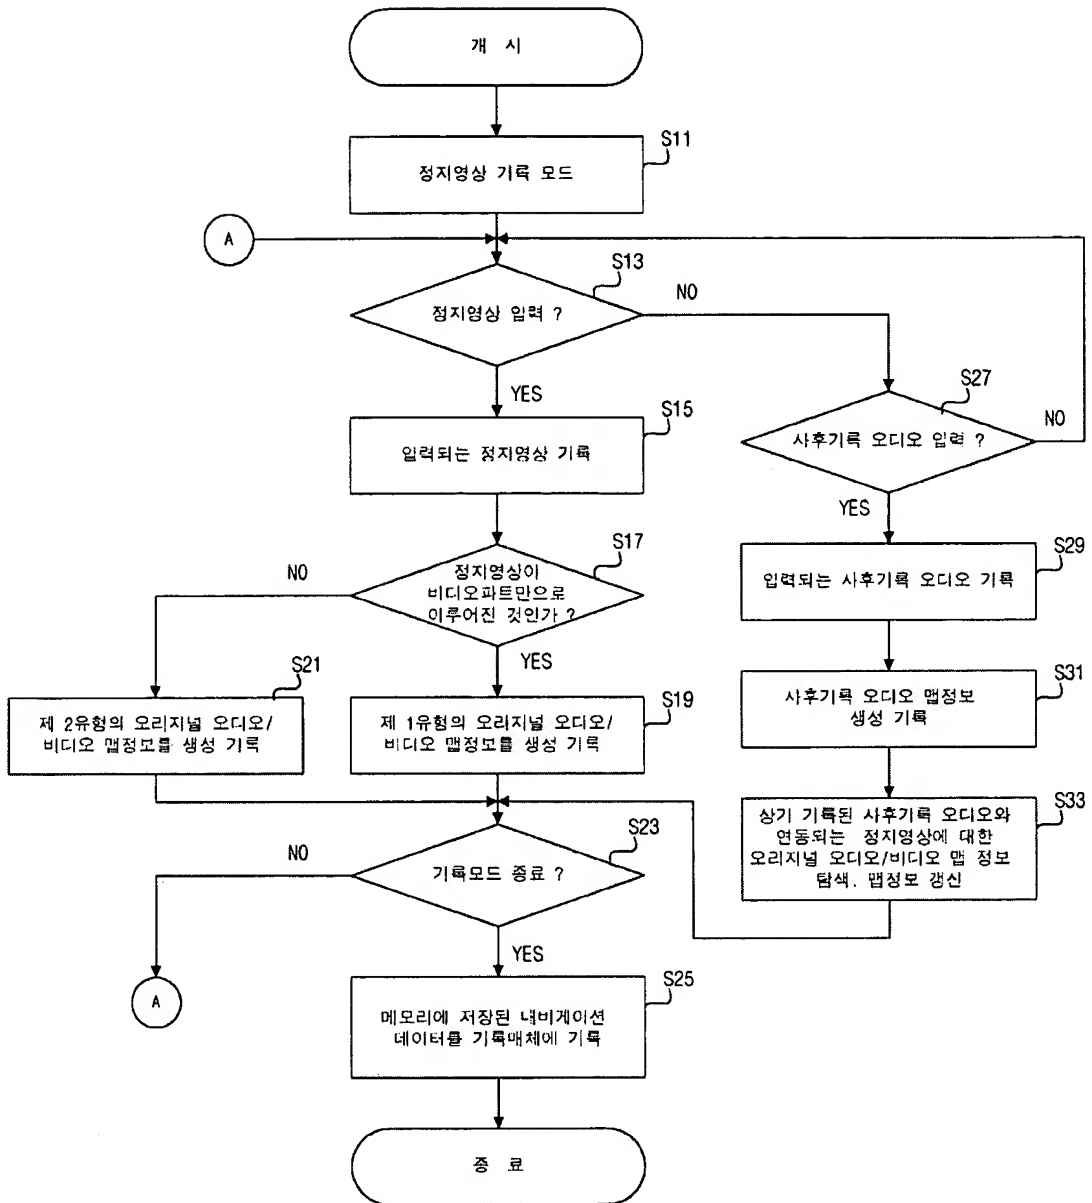 개 시
S11
정지영상 기록 모드
A
S13
정지영상 입력 ?
NO
YES
S27
사후기록 오디오 입력 ?
NO
YES
S15
입력되는 정지영상 기록
S29
입력되는 사후기록 오디오 기록
S17
정지영상이
비디오파트만으로
이루어진 것인가 ?
NO
YES
S31
사후기록 오디오 맵정보
생성 기록
S21
제 2유형의 오리지널 오디오/
비디오 맵정보를 생성 기록
S19
제 1유형의 오리지널 오디오/
비디오 맵정보를 생성 기록
S33
상기 기록된 사후기록 오디오와
연동되는 정지영상에 대한
오리지널 오디오/비디오 맵 정보
탐색, 맵정보 갱신
S23
기록모드 종료 ?
NO
YES
A
S25
메모리에 저장된 내비게이션
데이터를 기록매체에 기록
종 료